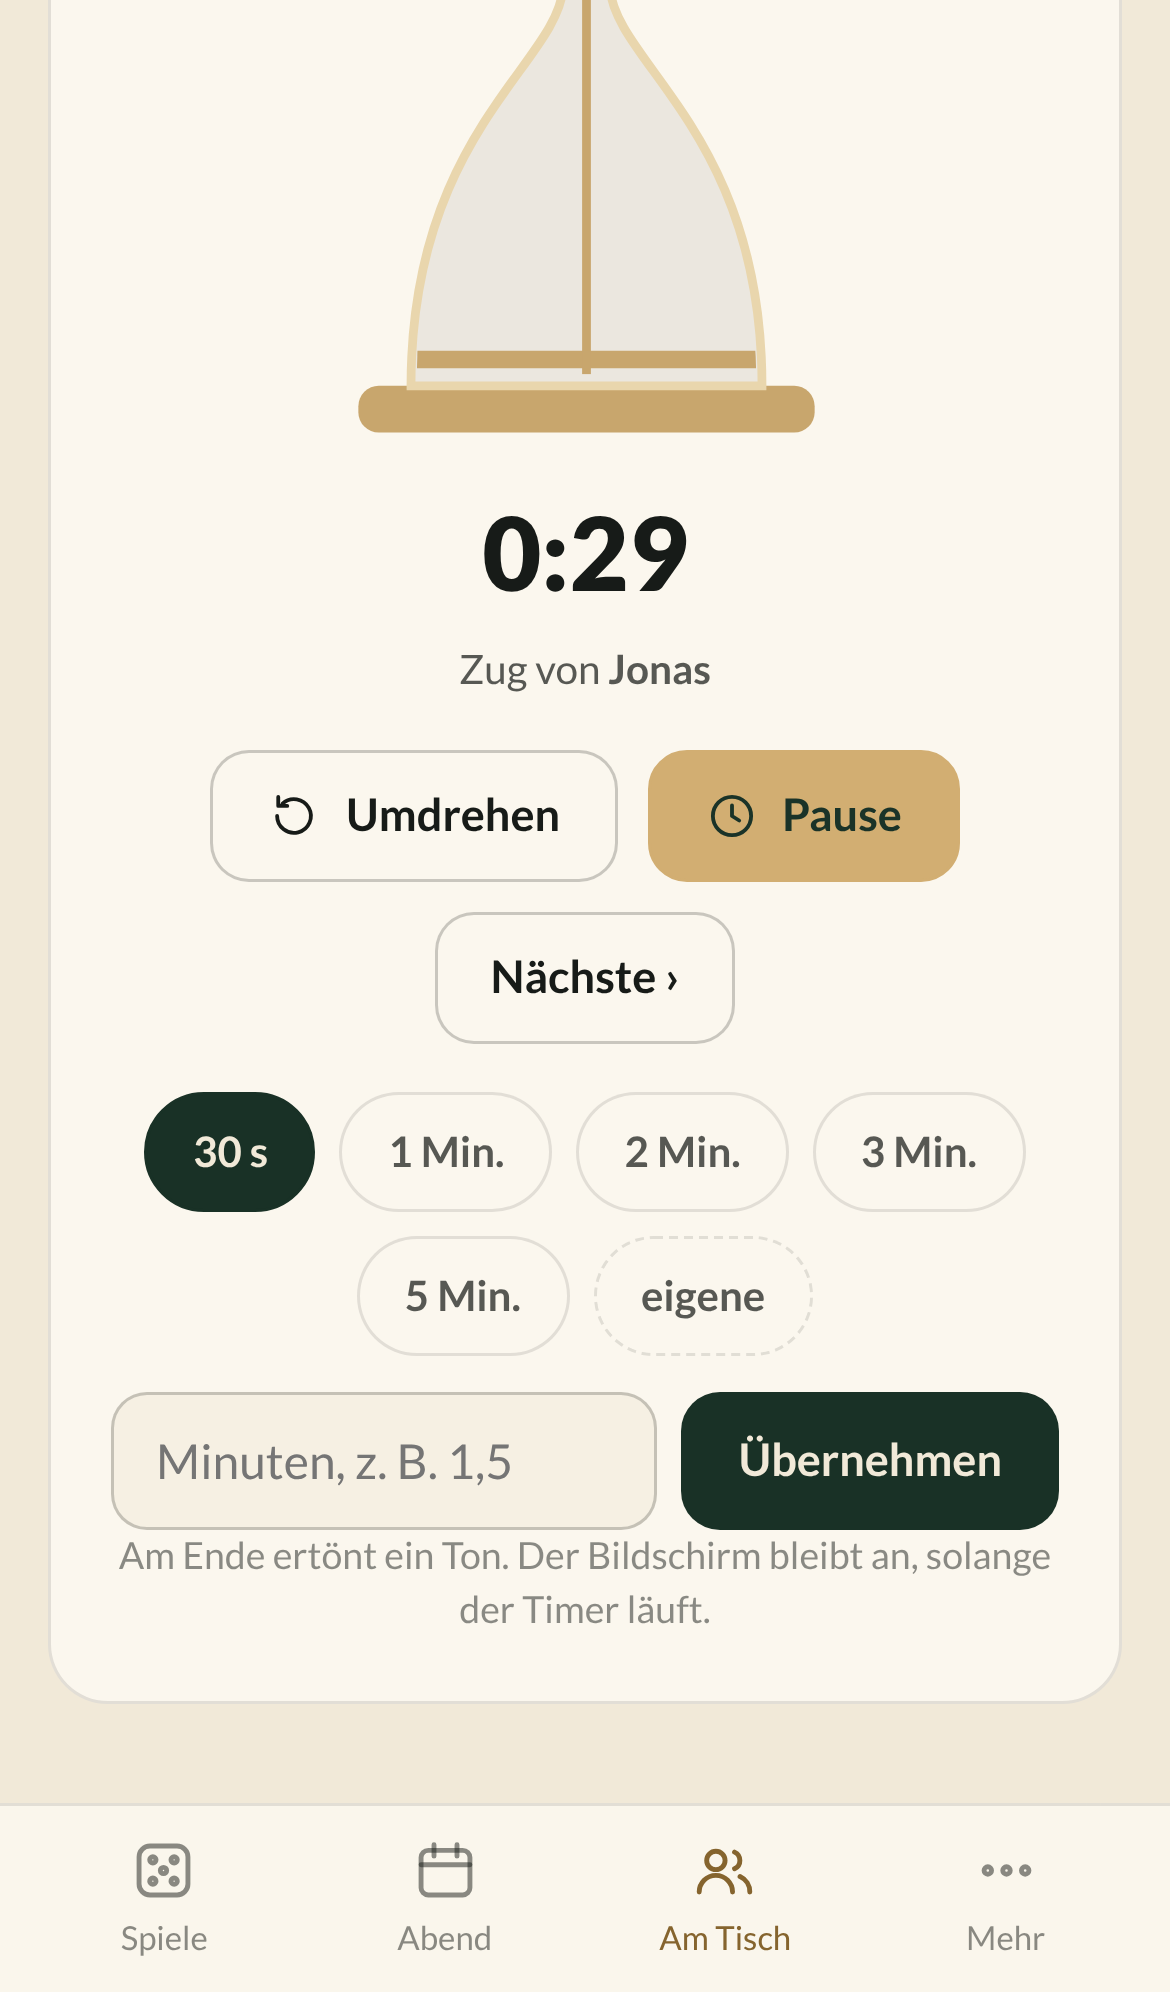 0:29
Zug von Jonas
Umdrehen
Pause
Nächste ›
30 s
1 Min.
2 Min.
3 Min.
5 Min.
eigene
Minuten, z. B. 1,5
Übernehmen
Am Ende ertönt ein Ton. Der Bildschirm bleibt an, solange
der Timer läuft.
Spiele
Abend
Am Tisch
Mehr